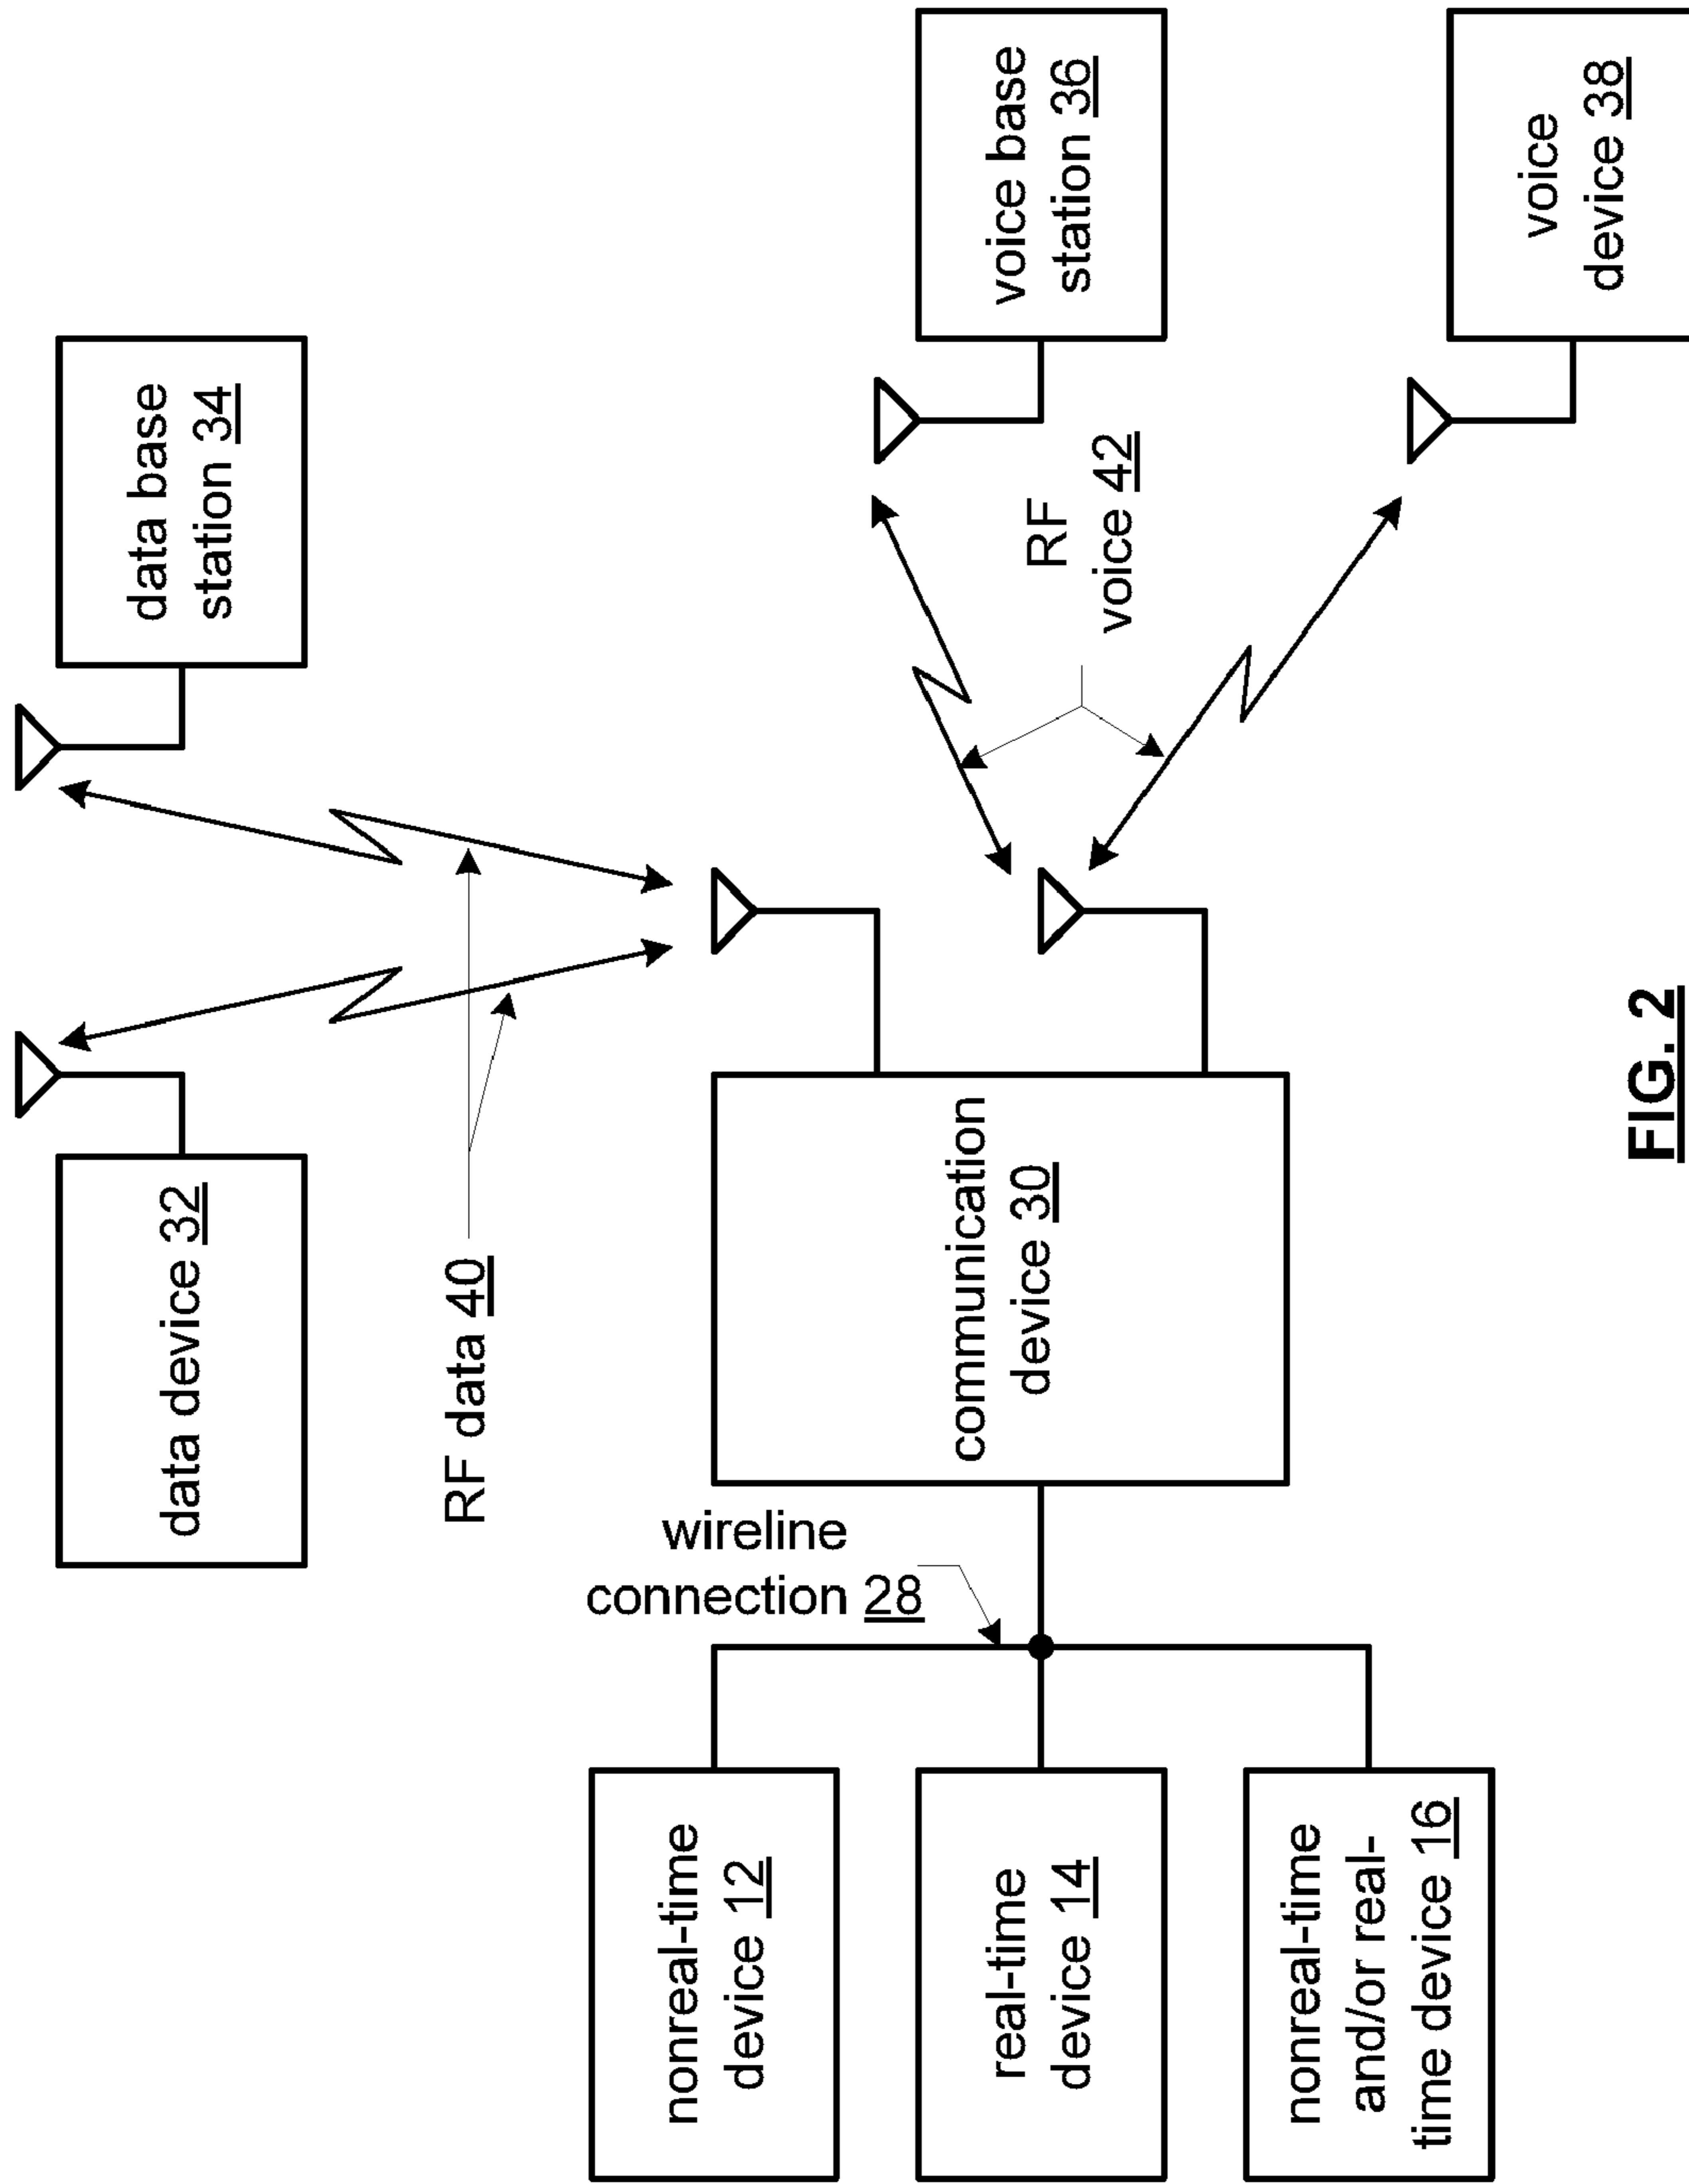 data device 32
data base
station 34
RF data 40
wireline
connection 28
nonreal-time
device 12
real-time
device 14
nonreal-time
and/or real-
time device 16
communication
device 30
RF
voice 42
voice base
station 36
voice
device 38
FIG. 2